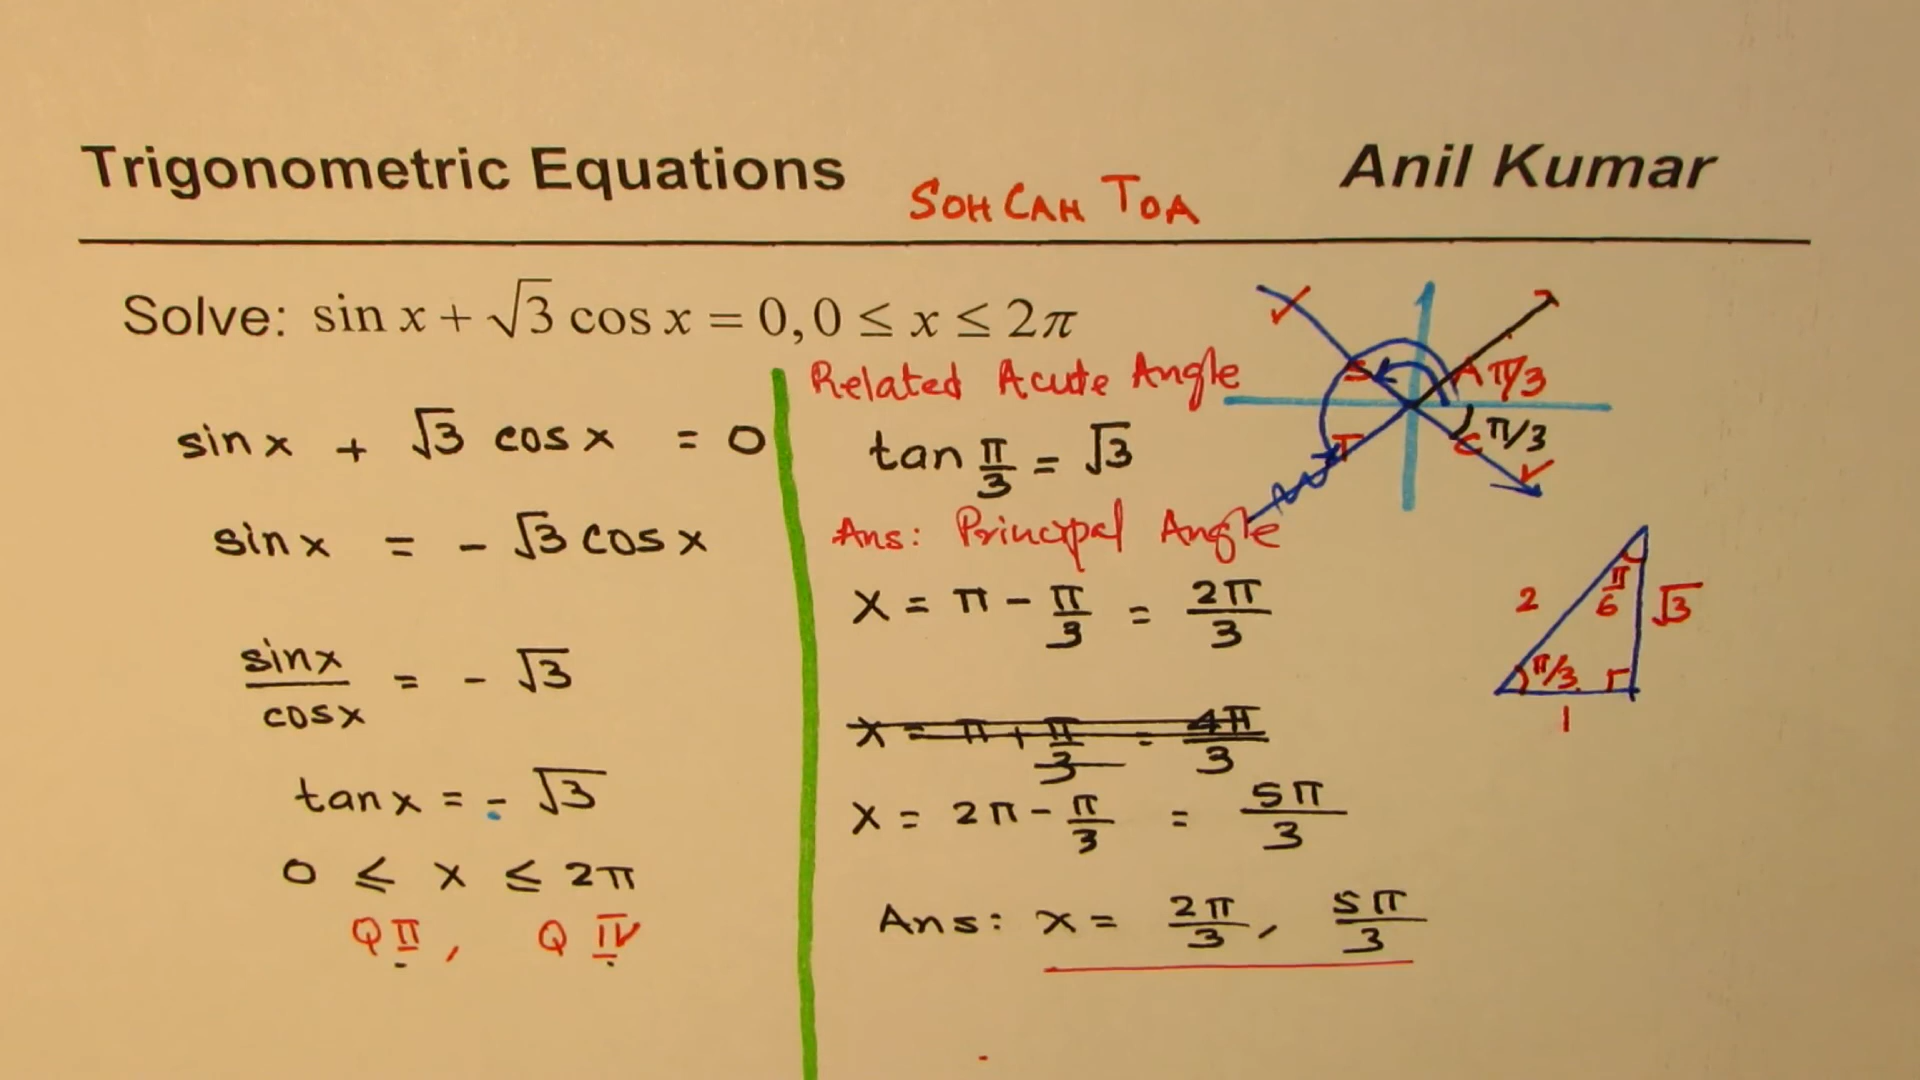 Trigonometric Equations
Anil Kumar
SOH CAH TOA
Solve: sin x + √3 cos x = 0, 0 ≤ x ≤ 2π
sin x + √3 cos x = 0
sin x = - √3 cos x
sin x / cos x = - √3
tan x = - √3
0 ≤ x ≤ 2π
Q II, Q IV
Related Acute Angle
tan π/3 = √3
Ans: Principal Angle
x = π - π/3 = 2π/3
x = π + π/3 = 4π/3
x = 2π - π/3 = 5π/3
Ans: x = 2π/3, 5π/3
S A π/3
T C π/3
2 π/6 √3
π/3
1